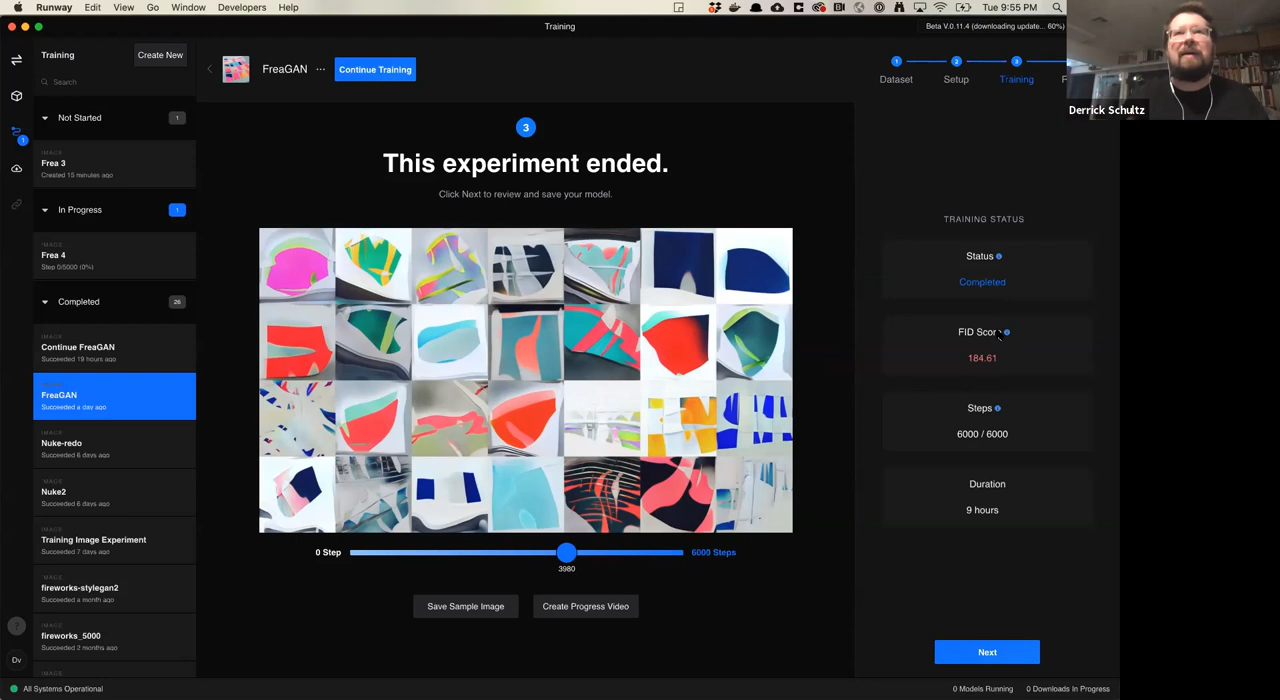 Runway File Edit View Go Window Developers Help
Tue 9:55 PM
Training
Beta V.0.11.4 (downloading update... 60%)
Training
Create New
Search
Not Started
1
IMAGE
Frea 3
Created 15 minutes ago
In Progress
1
IMAGE
Frea 4
Step 0/5000 (0%)
Completed
26
IMAGE
Continue FreaGAN
Succeeded 19 hours ago
IMAGE
FreaGAN
Succeeded a day ago
IMAGE
Nuke-redo
Succeeded 6 days ago
IMAGE
Nuke2
Succeeded 6 days ago
IMAGE
Training Image Experiment
Succeeded 7 days ago
IMAGE
fireworks-stylegan2
Succeeded a month ago
IMAGE
fireworks_5000
Succeeded 2 months ago
IMAGE
1
?
Dv
All Systems Operational
FreaGAN
···
Continue Training
1
2
3
Dataset
Setup
Training
3
This experiment ended.
Click Next to review and save your model.
0 Step
6000 Steps
3980
Save Sample Image
Create Progress Video
TRAINING STATUS
Status
Completed
FID Score
184.61
Steps
6000 / 6000
Duration
9 hours
Next
0 Models Running
0 Downloads In Progress
Derrick Schultz